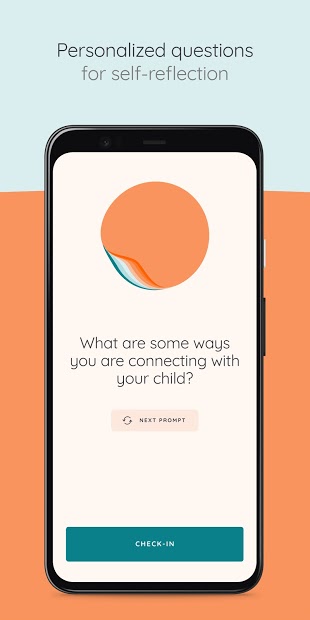 Personalized questions
for self-reflection
What are some ways
you are connecting with
your child?
NEXT PROMPT
CHECK-IN